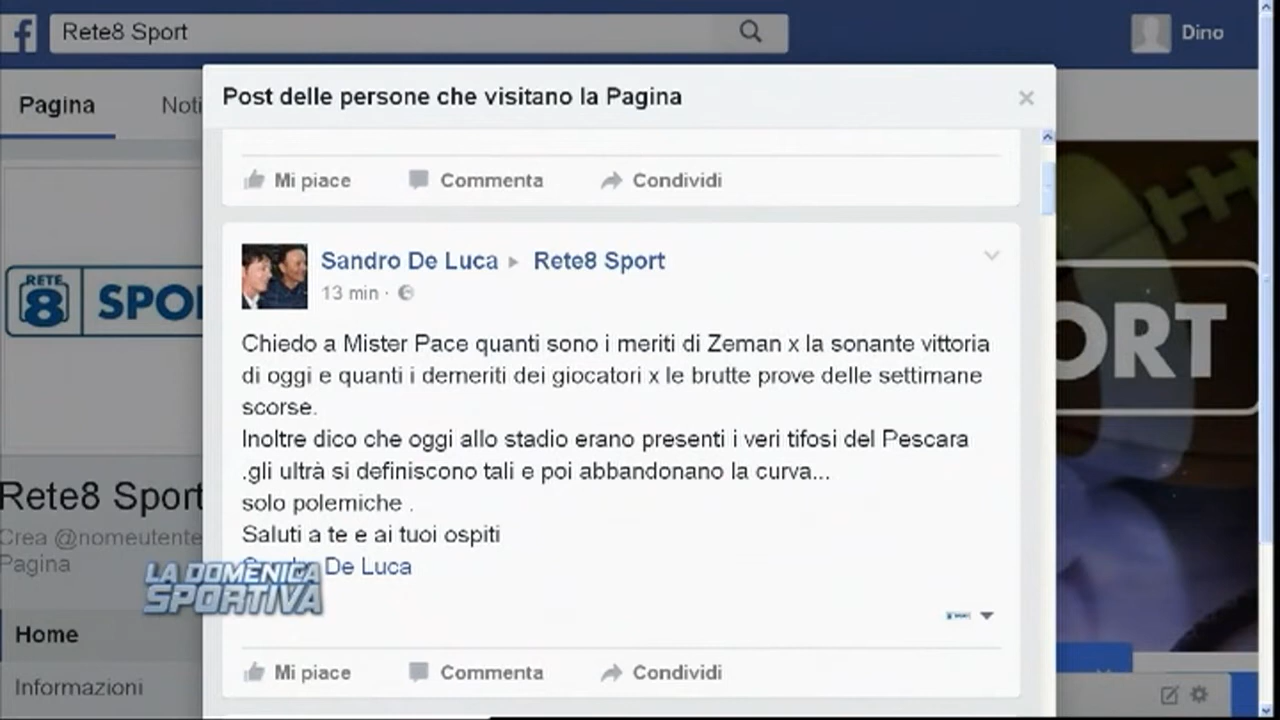 Rete8 Sport
Dino
Pagina
Noti
Post delle persone che visitano la Pagina
Mi piace
Commenta
Condividi
Sandro De Luca
Rete8 Sport
13 min
Chiedo a Mister Pace quanti sono i meriti di Zeman x la sonante vittoria
di oggi e quanti i demeriti dei giocatori x le brutte prove delle settimane
scorse.
Inoltre dico che oggi allo stadio erano presenti i veri tifosi del Pescara
.gli ultrà si definiscono tali e poi abbandonano la curva...
solo polemiche .
Saluti a te e ai tuoi ospiti
De Luca
Mi piace
Commenta
Condividi
RETE
8
SPO
ORT
Rete8 Sport
Crea @nomeutente
Pagina
LA DOMENICA
SPORTIVA
Home
Informazioni